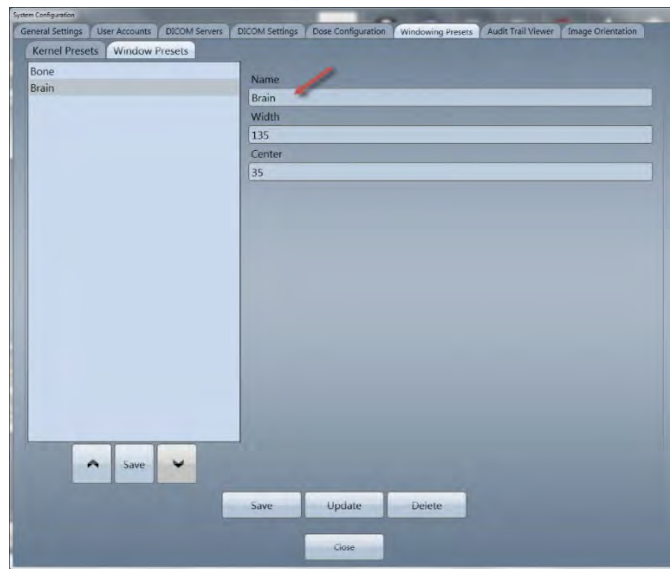 System Configuration
General Settings User Accounts DICOM Servers DICOM Settings Dose Configuration Windowing Presets Audit Trail Viewer Image Orientation
Kernel Presets Window Presets
Bone
Brain
Name
Brain
Width
135
Center
35
Save
Save Update Delete
Close